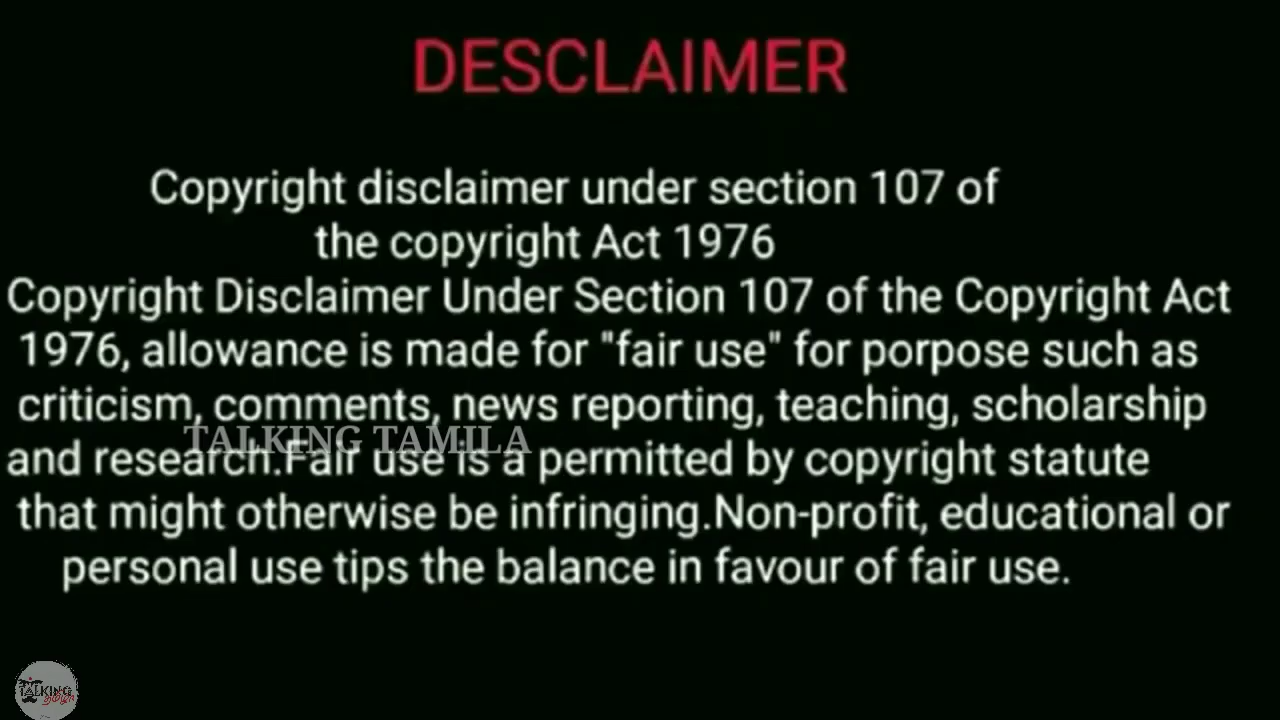 DESCLAIMER
Copyright disclaimer under section 107 of
the copyright Act 1976
Copyright Disclaimer Under Section 107 of the Copyright Act
1976, allowance is made for "fair use" for porpose such as
criticism, comments, news reporting, teaching, scholarship
TALKING TAMILA
and research.Fair use is a permitted by copyright statute
that might otherwise be infringing.Non-profit, educational or
personal use tips the balance in favour of fair use.
TALKING